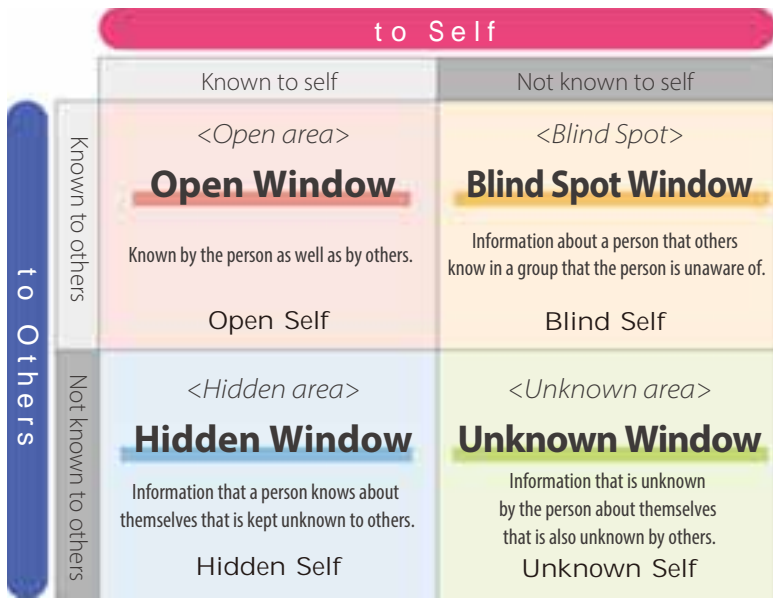 to Self
Known to self
Not known to self
to Others
Known to others
<Open area>
Open Window
Known by the person as well as by others.
Open Self
<Blind Spot>
Blind Spot Window
Information about a person that others
know in a group that the person is unaware of.
Blind Self
Not known to others
<Hidden area>
Hidden Window
Information that a person knows about
themselves that is kept unknown to others.
Hidden Self
<Unknown area>
Unknown Window
Information that is unknown
by the person about themselves
that is also unknown by others.
Unknown Self